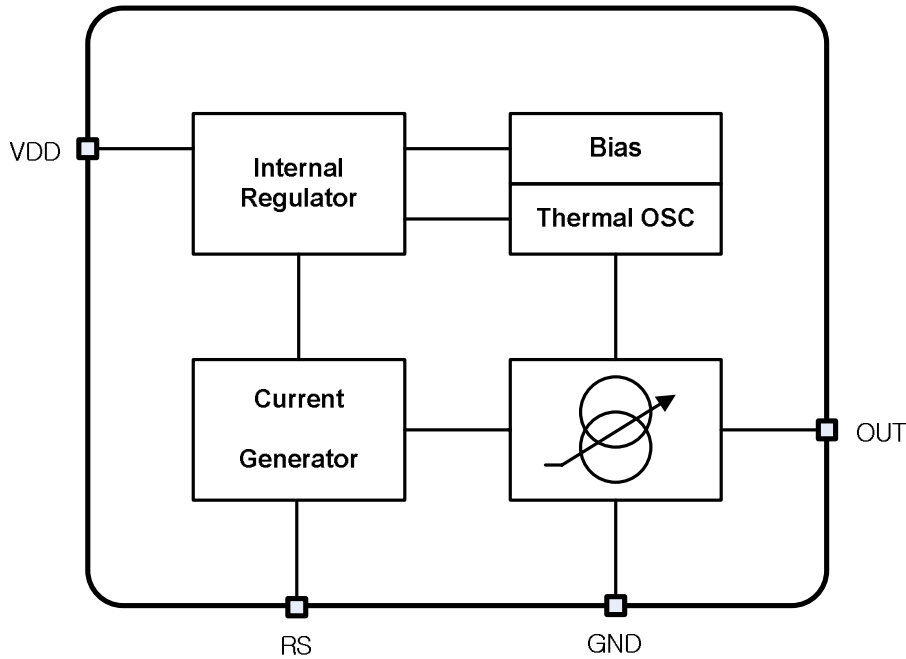 VDD
Internal
Regulator
Bias
Thermal OSC
Current
Generator
OUT
RS
GND